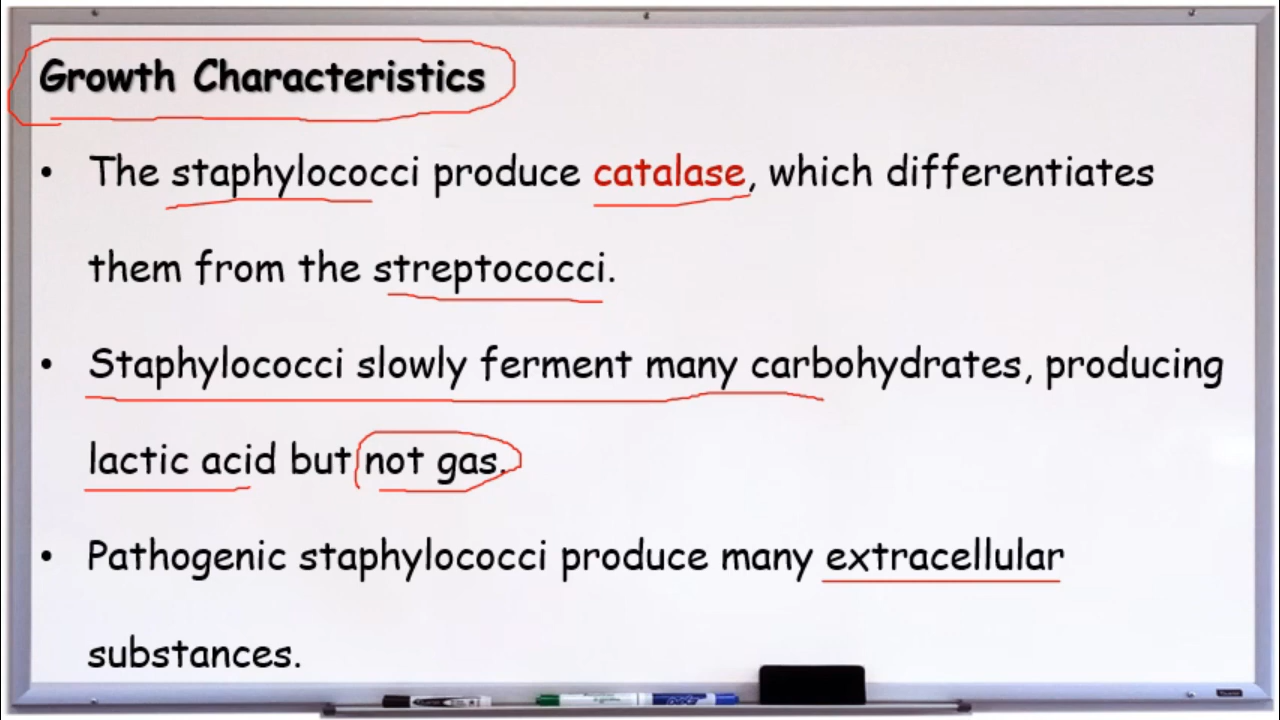 Growth Characteristics
• The staphylococci produce catalase, which differentiates
them from the streptococci.
• Staphylococci slowly ferment many carbohydrates, producing
lactic acid but not gas.
• Pathogenic staphylococci produce many extracellular
substances.